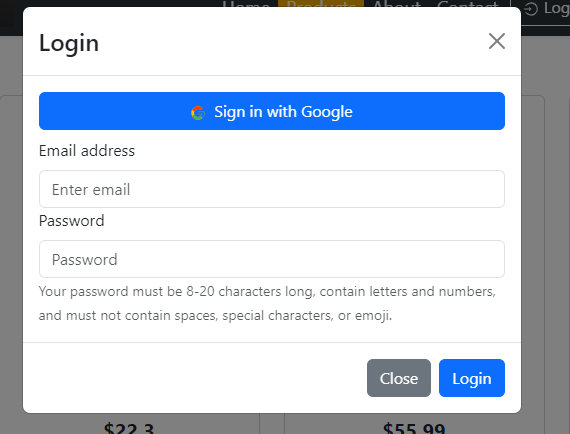 Home Products About Contact Log
Login
Sign in with Google
Email address
Enter email
Password
Password
Your password must be 8-20 characters long, contain letters and numbers,
and must not contain spaces, special characters, or emoji.
Close Login
$22.3 $55.99